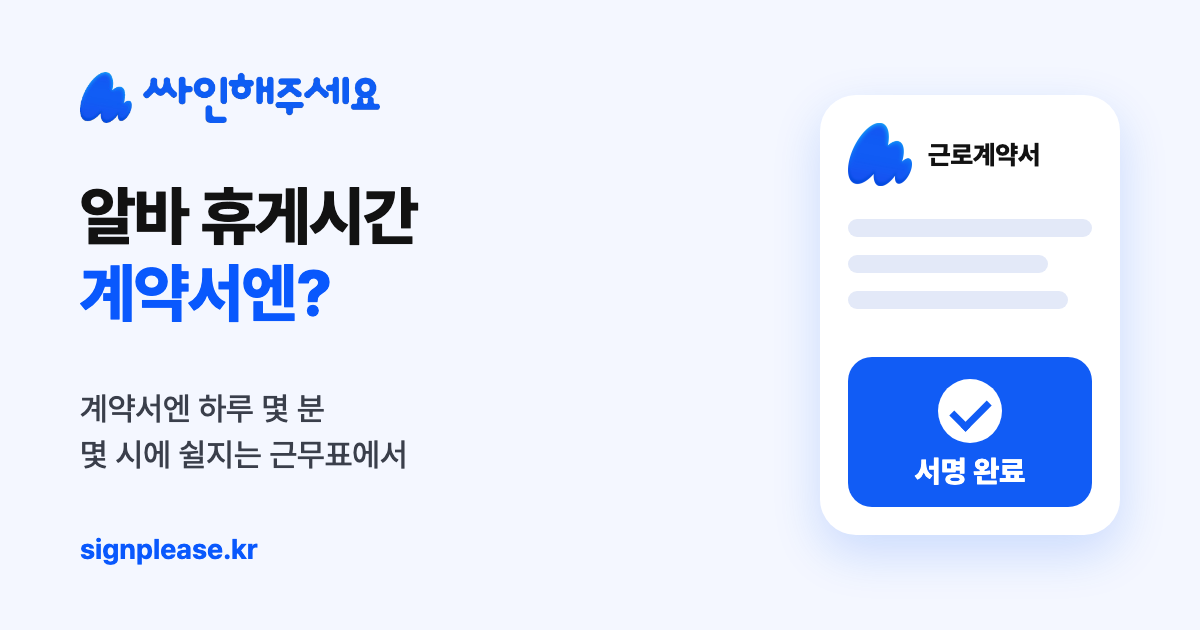 싸인해주세요
알바 휴게시간
계약서엔?
계약서엔 하루 몇 분
몇 시에 쉴지는 근무표에서
signplease.kr
근로계약서
서명 완료